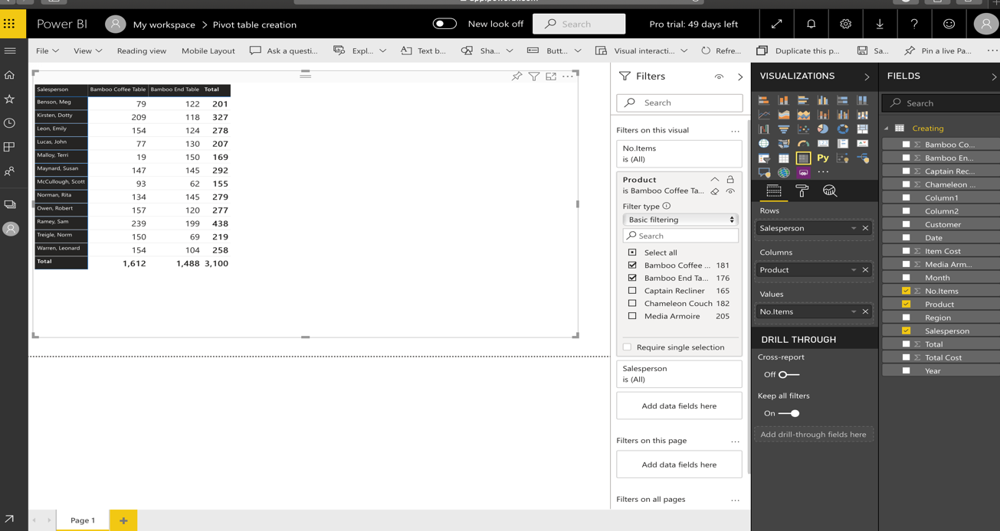 Power BI My workspace > Pivot table creation New look off Search Pro trial: 49 days left
File View Reading view Mobile Layout Ask a questi... Expl... Text b... Sha... Butt... Visual interacti... Refre... Duplicate this p... Sa... Pin a live Pa... ...
Salesperson Bamboo Coffee Table Bamboo End Table Total
Benson, Meg 79 122 201
Kirsten, Dotty 209 118 327
Leon, Emily 154 124 278
Lucas, John 77 130 207
Malloy, Terri 19 150 169
Maynard, Susan 147 145 292
McCullough, Scott 93 62 155
Norman, Rita 134 145 279
Owen, Robert 157 120 277
Ramey, Sam 239 199 438
Treigle, Norm 150 69 219
Warren, Leonard 154 104 258
Total 1,612 1,488 3,100
Filters
Search
Filters on this visual ...
No.Items
is (All)
Product
is Bamboo Coffee Ta...
Filter type
Basic filtering
Search
Select all
Bamboo Coffee ... 181
Bamboo End Ta... 176
Captain Recliner 165
Chameleon Couch 182
Media Armoire 205
Require single selection
Salesperson
is (All)
Add data fields here
Filters on this page ...
Add data fields here
Filters on all pages ...
VISUALIZATIONS
Py
...
Rows
Salesperson
Columns
Product
Values
No.Items
DRILL THROUGH
Cross-report
Off
Keep all filters
On
Add drill-through fields here
FIELDS
Search
Creating
Σ Bamboo Co...
Σ Bamboo En...
Σ Captain Rec...
Σ Chameleon ...
Column1
Column2
Customer
Date
Σ Item Cost
Σ Media Arm...
Month
Σ No.Items
Product
Region
Salesperson
Σ Total
Σ Total Cost
Year
Page 1